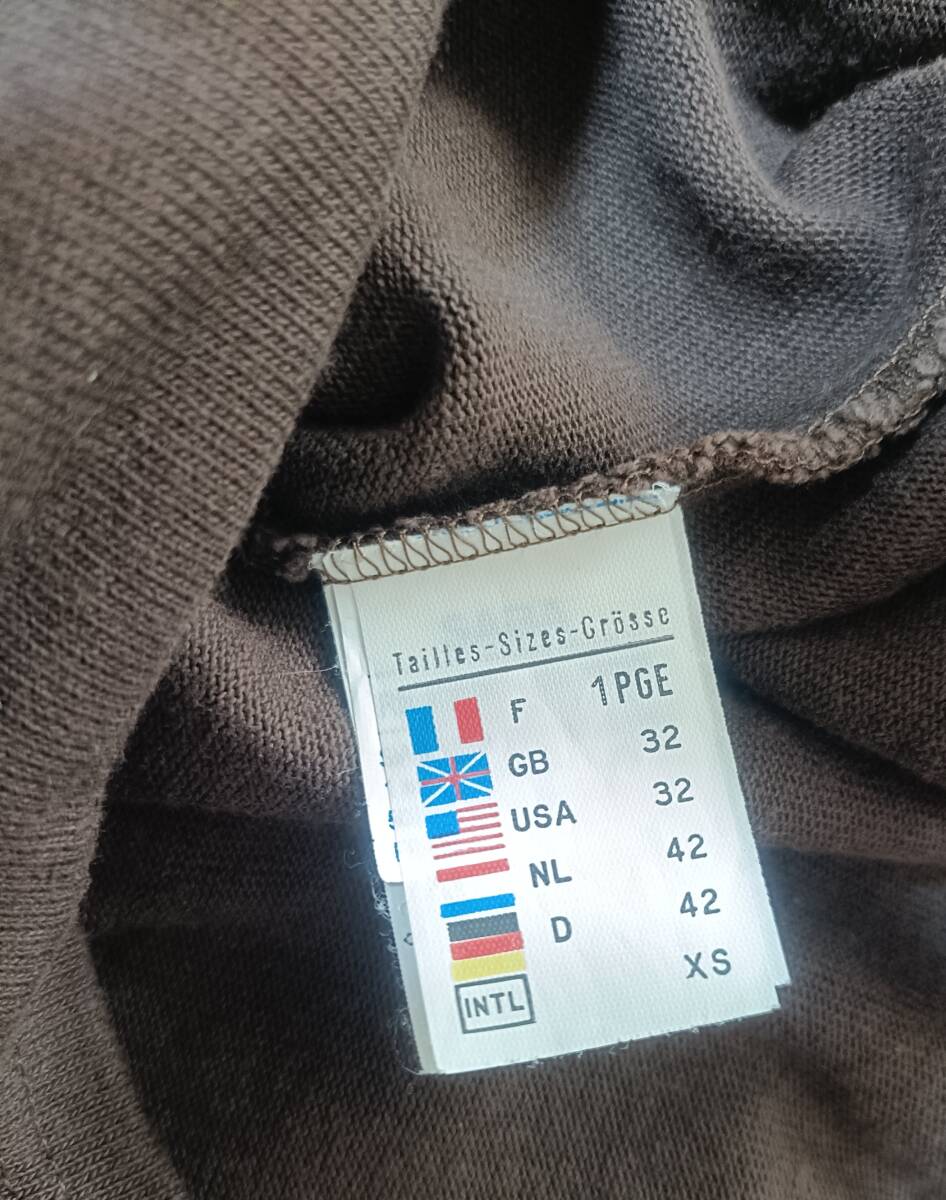 Tailles-Sizes-Grösse
F 1PGE
GB 32
USA 32
NL 42
D 42
INTL XS